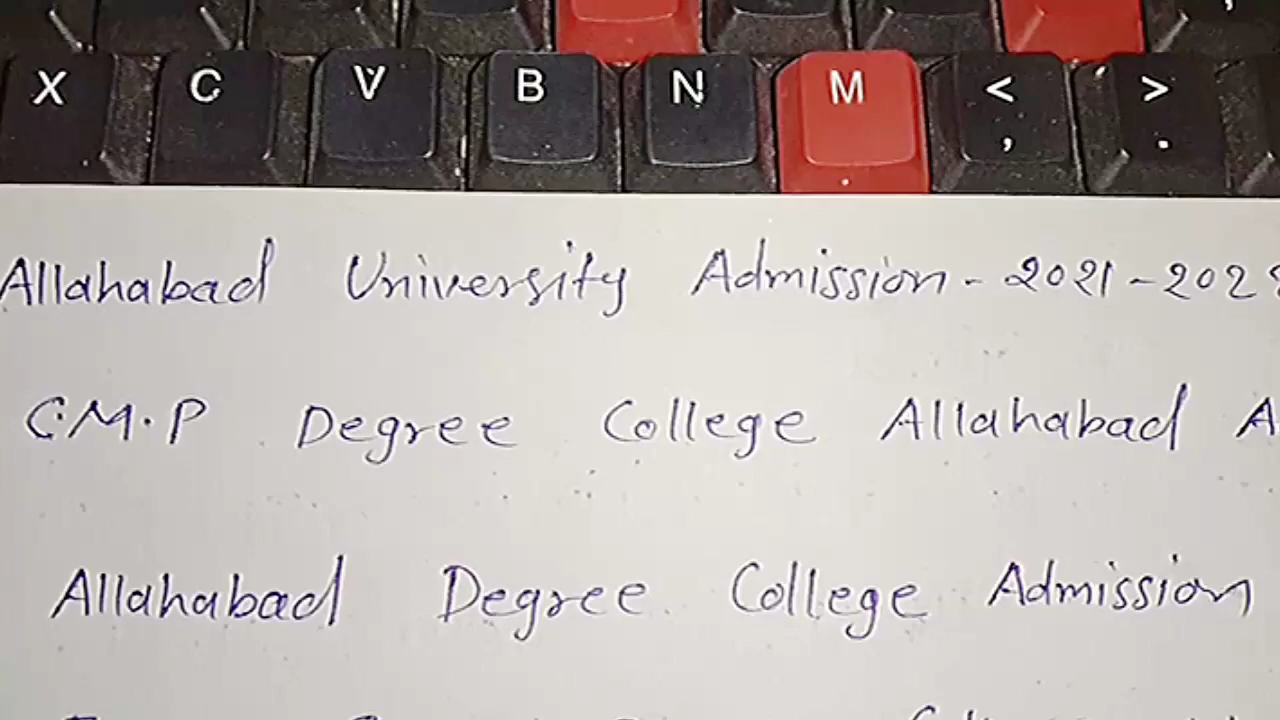 X C V B N M < >
, .
Allahabad University Admission - 2021 - 202
C.M.P Degree College Allahabad A
Allahabad Degree College Admission